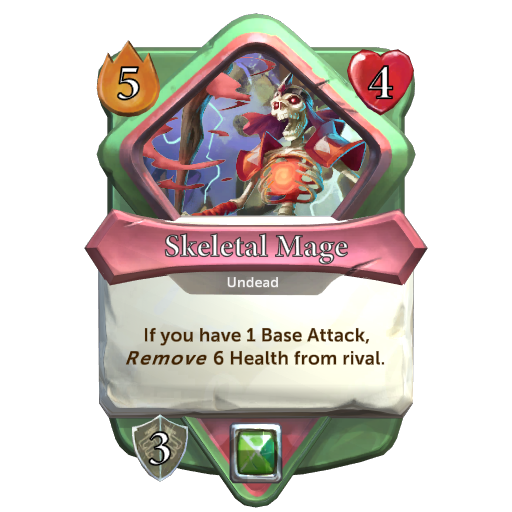 5
4
Skeletal Mage
Undead
If you have 1 Base Attack,
Remove 6 Health from rival.
3